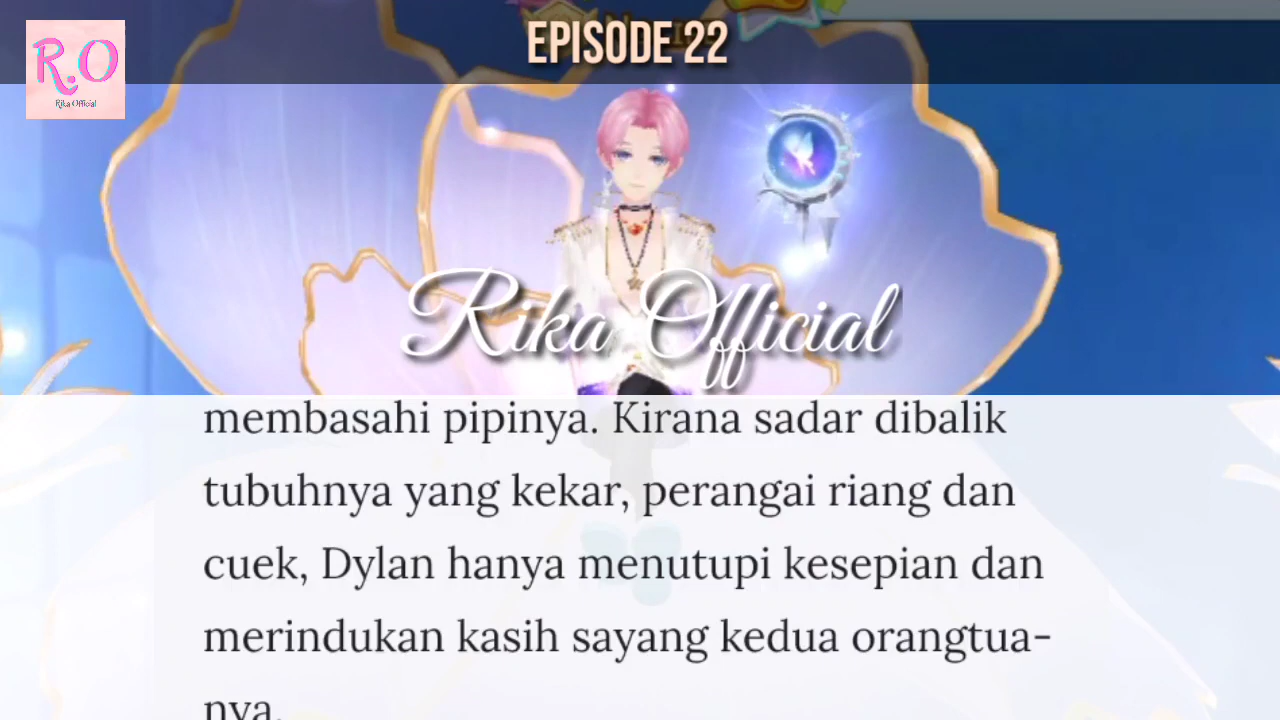 EPISODE 22
R.O
Rika Official
Rika Official
membasahi pipinya. Kirana sadar dibalik
tubuhnya yang kekar, perangai riang dan
cuek, Dylan hanya menutupi kesepian dan
merindukan kasih sayang kedua orangtua-
nya.